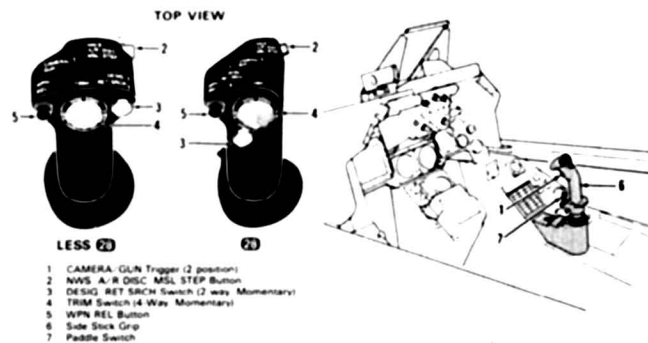 TOP VIEW
2
2
5
3
4
5
4
3
1
6
7
LESS 28
28
1 CAMERA/GUN Trigger (2 position)
2 NWS A/R DISC MSL STEP Button
3 DESIG RET SRCH Switch (2 way Momentary)
4 TRIM Switch (4 Way Momentary)
5 WPN REL Button
6 Side Stick Grip
7 Paddle Switch